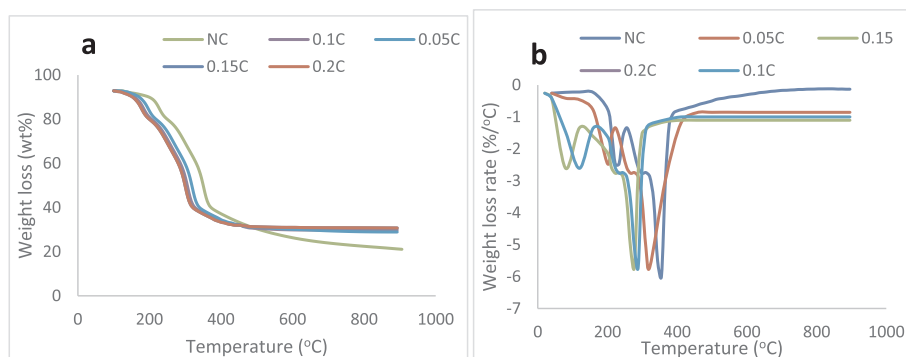 a
NC
0.1C
0.05C
0.15C
0.2C
Weight loss (wt%)
100
80
60
40
20
0
0
200
400
600
800
1000
Temperature (°C)
b
NC
0.05C
0.15
0.2C
0.1C
Weight loss rate (%/°C)
0
-1
-2
-3
-4
-5
-6
-7
0
200
400
600
800
1000
Temperature (°C)